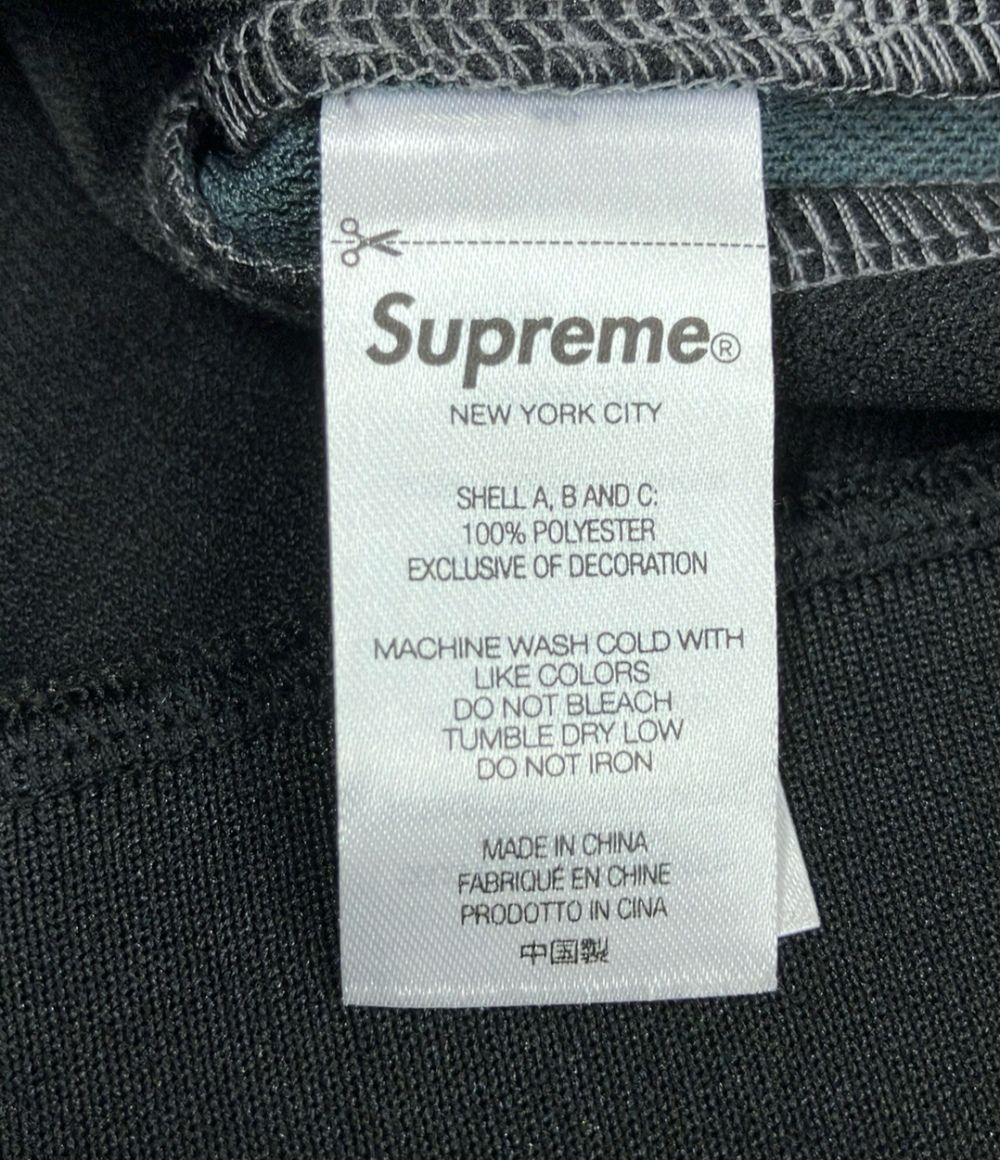 Supreme®
NEW YORK CITY
SHELL A, B AND C:
100% POLYESTER
EXCLUSIVE OF DECORATION
MACHINE WASH COLD WITH
LIKE COLORS
DO NOT BLEACH
TUMBLE DRY LOW
DO NOT IRON
MADE IN CHINA
FABRIQUÉ EN CHINE
PRODOTTO IN CINA
中国製